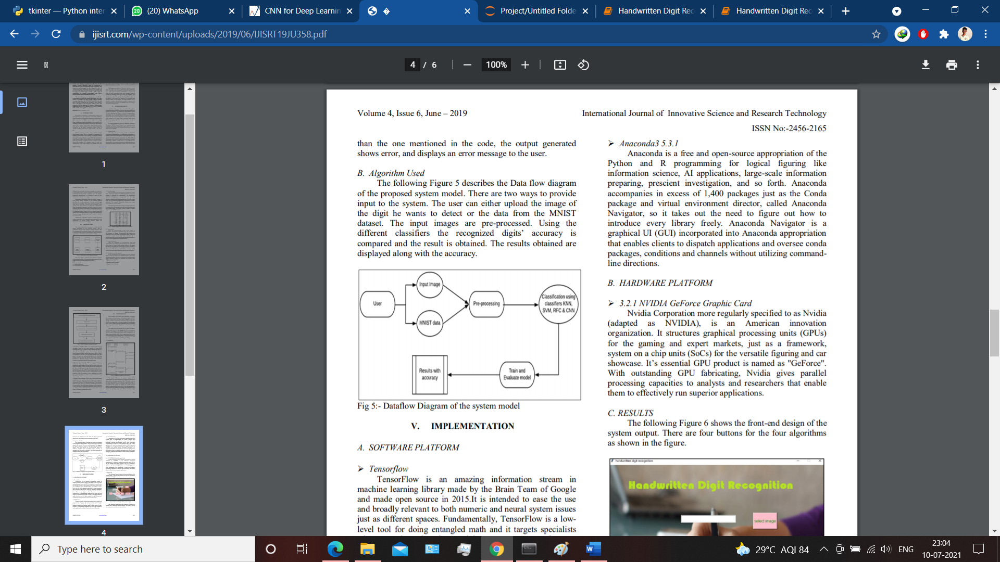 tkinter — Python inter
(20) WhatsApp
CNN for Deep Learnin
Project/Untitled Folde
Handwritten Digit Rec
Handwritten Digit Rec
ijisrt.com/wp-content/uploads/2019/06/IJISRT19JU358.pdf
4 / 6
100%
1
2
3
4
Volume 4, Issue 6, June – 2019
International Journal of Innovative Science and Research Technology
ISSN No:-2456-2165
than the one mentioned in the code, the output generated
shows error, and displays an error message to the user.
B. Algorithm Used
The following Figure 5 describes the Data flow diagram
of the proposed system model. There are two ways to provide
input to the system. The user can either upload the image of
the digit he wants to detect or the data from the MNIST
dataset. The input images are pre-processed. Using the
different classifiers the recognized digits’ accuracy is
compared and the result is obtained. The results obtained are
displayed along with the accuracy.
User
Input Image
MNIST data
Pre-processing
Classification using
classifiers KNN,
SVM, RFC & CNN
Train and
Evaluate model
Results with
accuracy
Fig 5:- Dataflow Diagram of the system model
V. IMPLEMENTATION
A. SOFTWARE PLATFORM
➢ Tensorflow
TensorFlow is an amazing information stream in
machine learning library made by the Brain Team of Google
and made open source in 2015.It is intended to ease the use
and broadly relevant to both numeric and neural system issues
just as different spaces. Fundamentally, TensorFlow is a low-
level tool for doing entangled math and it targets specialists
➢ Anaconda3 5.3.1
Anaconda is a free and open-source appropriation of the
Python and R programming for logical figuring like
information science, AI applications, large-scale information
preparing, prescient investigation, and so forth. Anaconda
accompanies in excess of 1,400 packages just as the Conda
package and virtual environment director, called Anaconda
Navigator, so it takes out the need to figure out how to
introduce every library freely. Anaconda Navigator is a
graphical UI (GUI) incorporated into Anaconda appropriation
that enables clients to dispatch applications and oversee conda
packages, conditions and channels without utilizing command-
line directions.
B. HARDWARE PLATFORM
➢ 3.2.1 NVIDIA GeForce Graphic Card
Nvidia Corporation more regularly specified to as Nvidia
(adapted as NVIDIA), is an American innovation
organization. It structures graphical processing units (GPUs)
for the gaming and expert markets, just as a framework,
system on a chip units (SoCs) for the versatile figuring and car
showcase. It’s essential GPU product is named as "GeForce".
With outstanding GPU fabricating, Nvidia gives parallel
processing capacities to analysts and researchers that enable
them to effectively run superior applications.
C. RESULTS
The following Figure 6 shows the front-end design of the
system output. There are four buttons for the four algorithms
as shown in the figure.
handwritten digit recognition
Handwritten Digit Recognition
select image
Type here to search
29°C AQI 84
ENG
23:04
10-07-2021